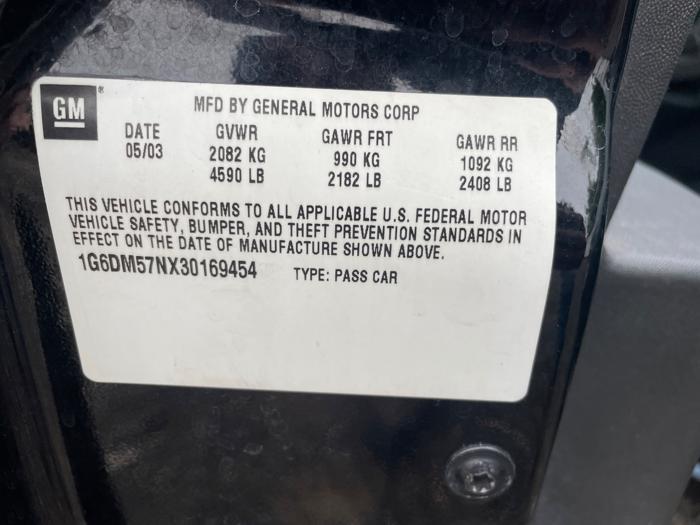 GM®
MFD BY GENERAL MOTORS CORP
DATE GVWR GAWR FRT GAWR RR
05/03 2082 KG 990 KG 1092 KG
4590 LB 2182 LB 2408 LB
THIS VEHICLE CONFORMS TO ALL APPLICABLE U.S. FEDERAL MOTOR
VEHICLE SAFETY, BUMPER, AND THEFT PREVENTION STANDARDS IN
EFFECT ON THE DATE OF MANUFACTURE SHOWN ABOVE.
1G6DM57NX30169454 TYPE: PASS CAR